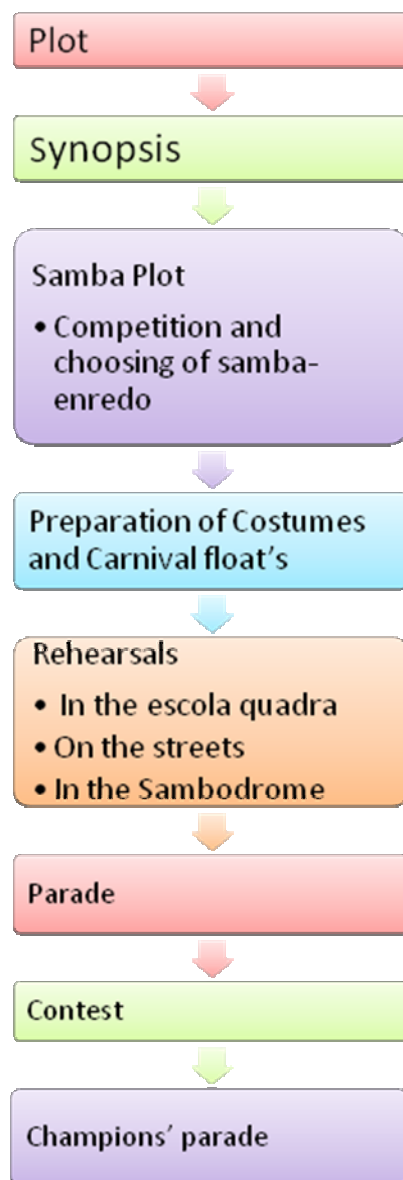 Plot
Synopsis
Samba Plot
• Competition and
choosing of samba-
enredo
Preparation of Costumes
and Carnival float's
Rehearsals
• In the escola quadra
• On the streets
• In the Sambodrome
Parade
Contest
Champions' parade